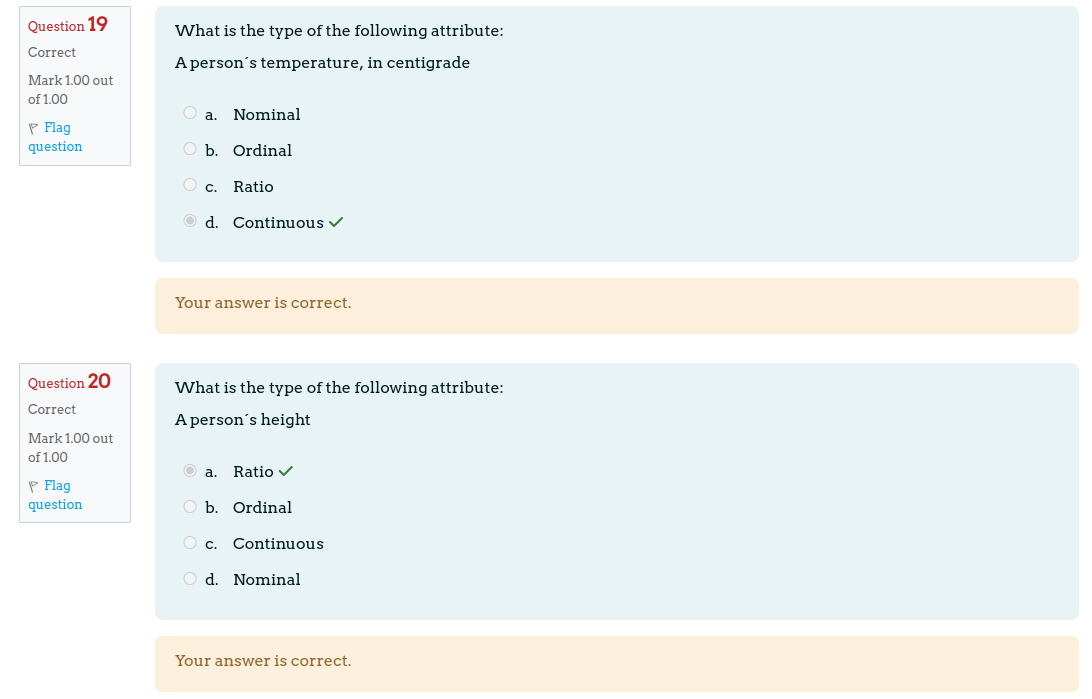 Question 19
Correct
Mark 1.00 out
of 1.00
Flag
question
What is the type of the following attribute:
A person´s temperature, in centigrade
a. Nominal
b. Ordinal
c. Ratio
d. Continuous
Your answer is correct.
Question 20
Correct
Mark 1.00 out
of 1.00
Flag
question
What is the type of the following attribute:
A person´s height
a. Ratio
b. Ordinal
c. Continuous
d. Nominal
Your answer is correct.